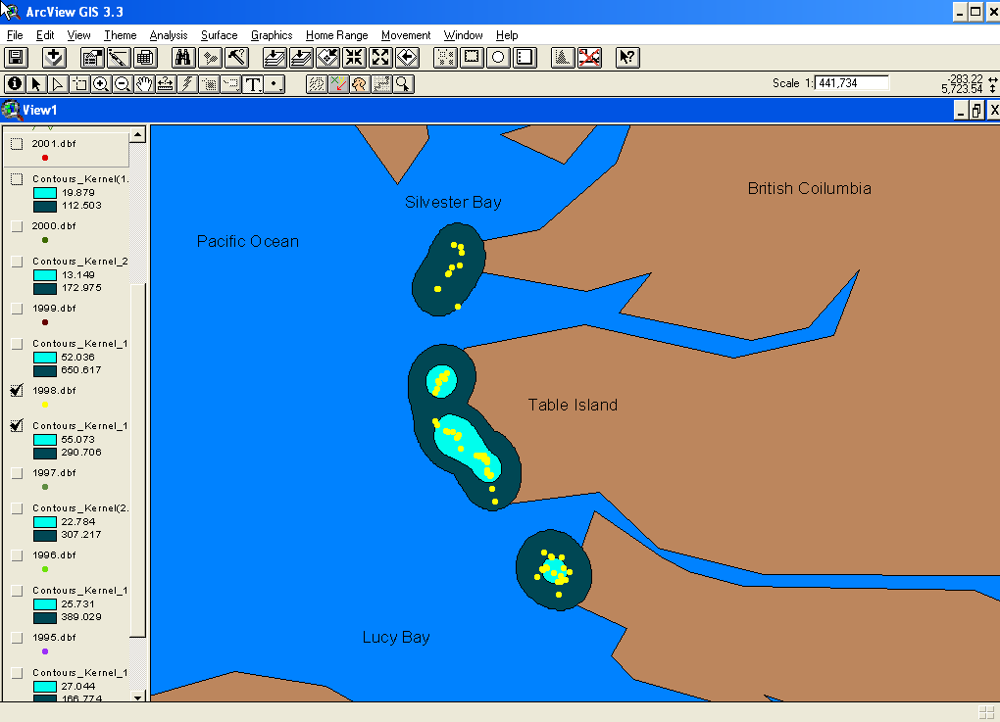 ArcView GIS 3.3
File Edit View Theme Analysis Surface Graphics Home Range Movement Window Help
Scale 1: 441,734
-283.22
5,723.54
View1
2001.dbf
Contours_Kernel(1.
19.879
112.503
2000.dbf
Contours_Kernel_2
13.149
172.975
1999.dbf
Contours_Kernel_1
52.036
650.617
1998.dbf
Contours_Kernel_1
55.073
290.706
1997.dbf
Contours_Kernel(2.
22.784
307.217
1996.dbf
Contours_Kernel_1
25.731
389.029
1995.dbf
Contours_Kernel_1
27.044
166.774
British Coilumbia
Silvester Bay
Pacific Ocean
Table Island
Lucy Bay